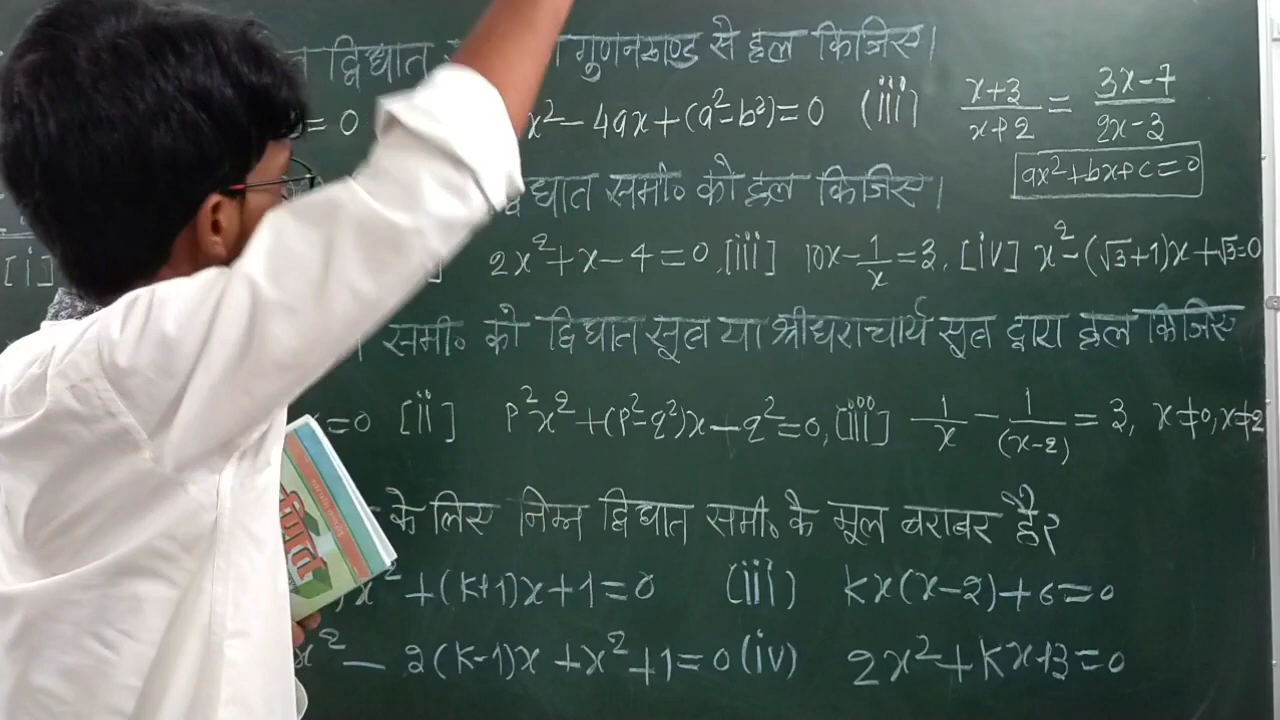 द्विघात गुणनखण्ड से हल किजिए।
= 0 x² - 4ax + (a² - b²) = 0 (iii) x+3/x+2 = 3x-7/2x-3
ax² + bx + c = 0
द्विघात समी० को हल किजिए।
[i] 2x² + x - 4 = 0, [iii] 10x - 1/x = 3, [iv] x² - (√3+1)x + √3 = 0
समी० को द्विघात सूत्र या श्रीधराचार्य सूत्र द्वारा हल किजिए
= 0 [ii] P²x² + (P² - q²)x - q² = 0, [iii] 1/x - 1/(x-2) = 3, x ≠ 0, x ≠ 2
के लिए निम्न द्विघात समी० के मूल बराबर है?
x² + (k+1)x + 1 = 0 (iii) kx(x-2) + 6 = 0
x² - 2(k-1)x + x² + 1 = 0 (iv) 2x² + kx + 3 = 0